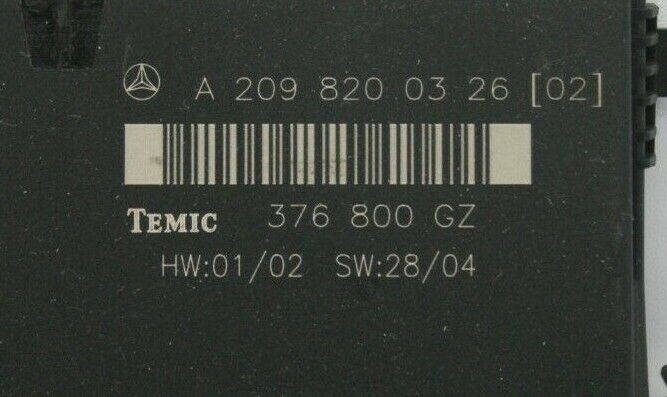 A 209 820 03 26 [02]
TEMIC 376 800 GZ
HW:01/02 SW:28/04